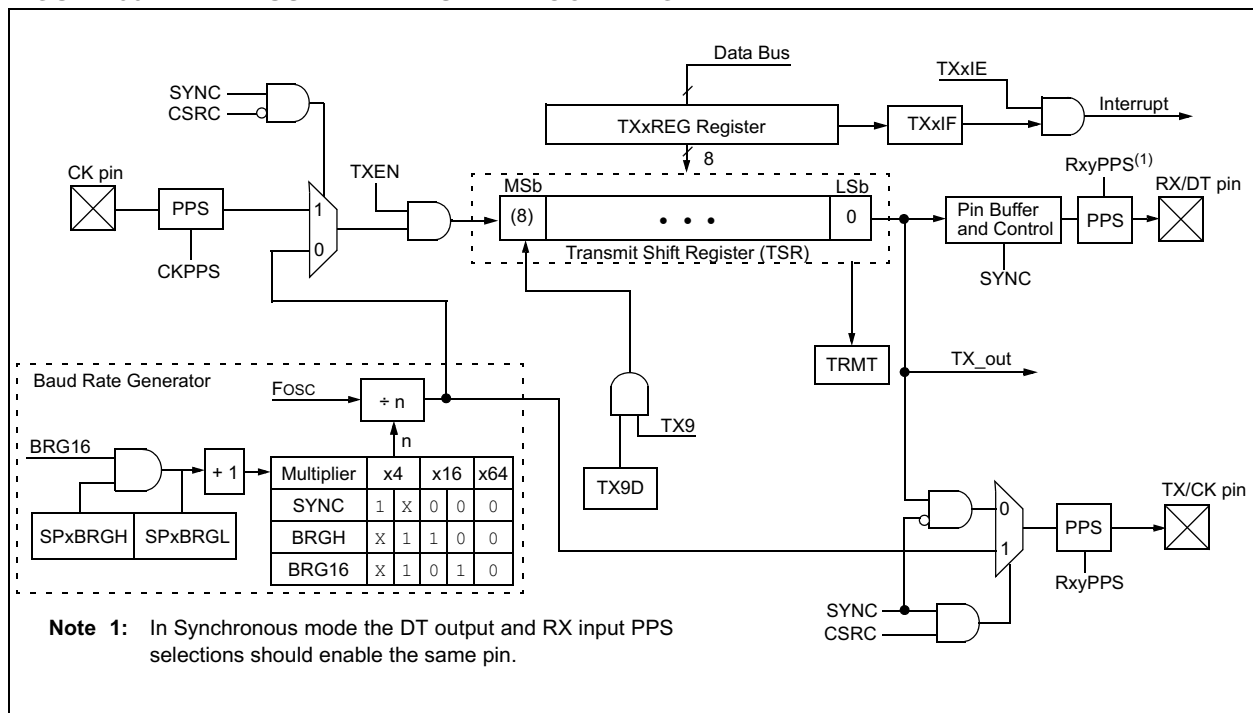 Data Bus
TXxIE
SYNC
CSRC
Interrupt
TXxREG Register
TXxIF
8
RxyPPS(1)
CK pin
TXEN
MSb
LSb
RX/DT pin
PPS
1
(8)
• • •
0
Pin Buffer
and Control
PPS
0
Transmit Shift Register (TSR)
CKPPS
SYNC
TRMT
TX_out
Baud Rate Generator
FOSC
÷ n
n
TX9
BRG16
+ 1
Multiplier x4 x16 x64
SYNC 1 X 0 0 0
BRGH X 1 1 0 0
BRG16 X 1 0 1 0
SPxBRGH SPxBRGL
TX9D
TX/CK pin
0
PPS
1
RxyPPS
SYNC
CSRC
Note 1: In Synchronous mode the DT output and RX input PPS
selections should enable the same pin.